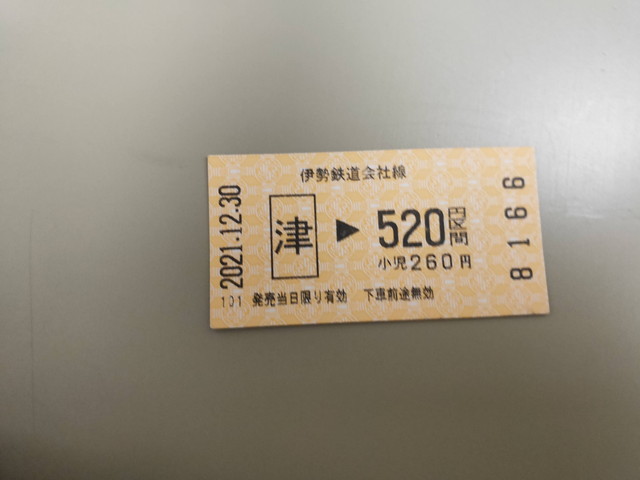 伊勢鉄道会社線
2021.12.30
津 ▶ 520円区間
小児260円
101 発売当日限り有効 下車前途無効
8166